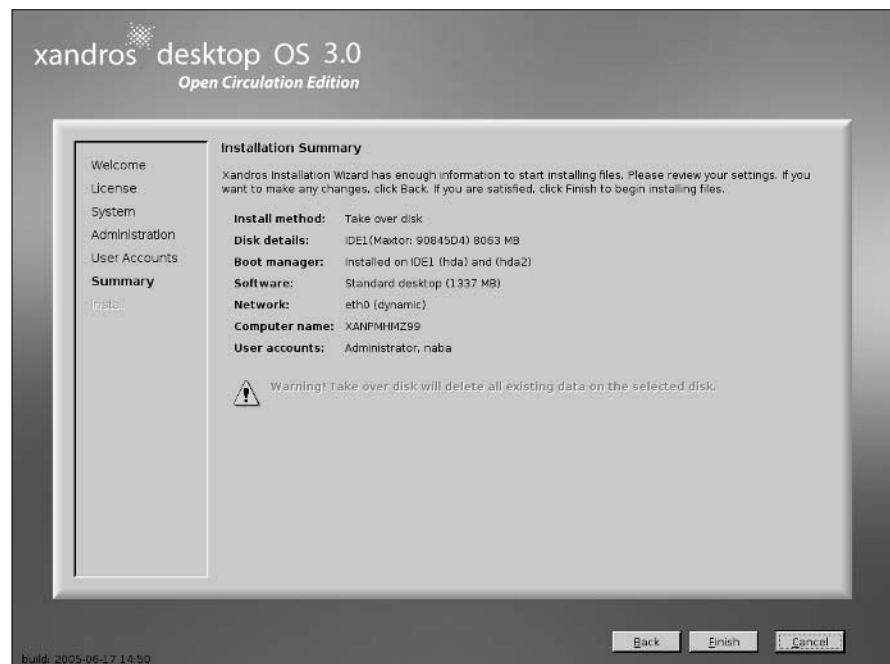 xandros desktop OS 3.0
Open Circulation Edition
Welcome
License
System
Administration
User Accounts
Summary
Installation Summary
Xandros Installation Wizard has enough information to start installing files. Please review your settings. If you
want to make any changes, click Back. If you are satisfied, click Finish to begin installing files.
Install method: Take over disk
Disk details: IDE1(Maxtor: 90845D4) 8063 MB
Boot manager: Installed on IDE1 (hda) and (hda2)
Software: Standard desktop (1337 MB)
Network: eth0 (dynamic)
Computer name: XANPMHMZ99
User accounts: Administrator, naba
Warning! Take over disk will delete all existing data on the selected disk.
Back
Finish
Cancel
build: 2005-06-17 14:50